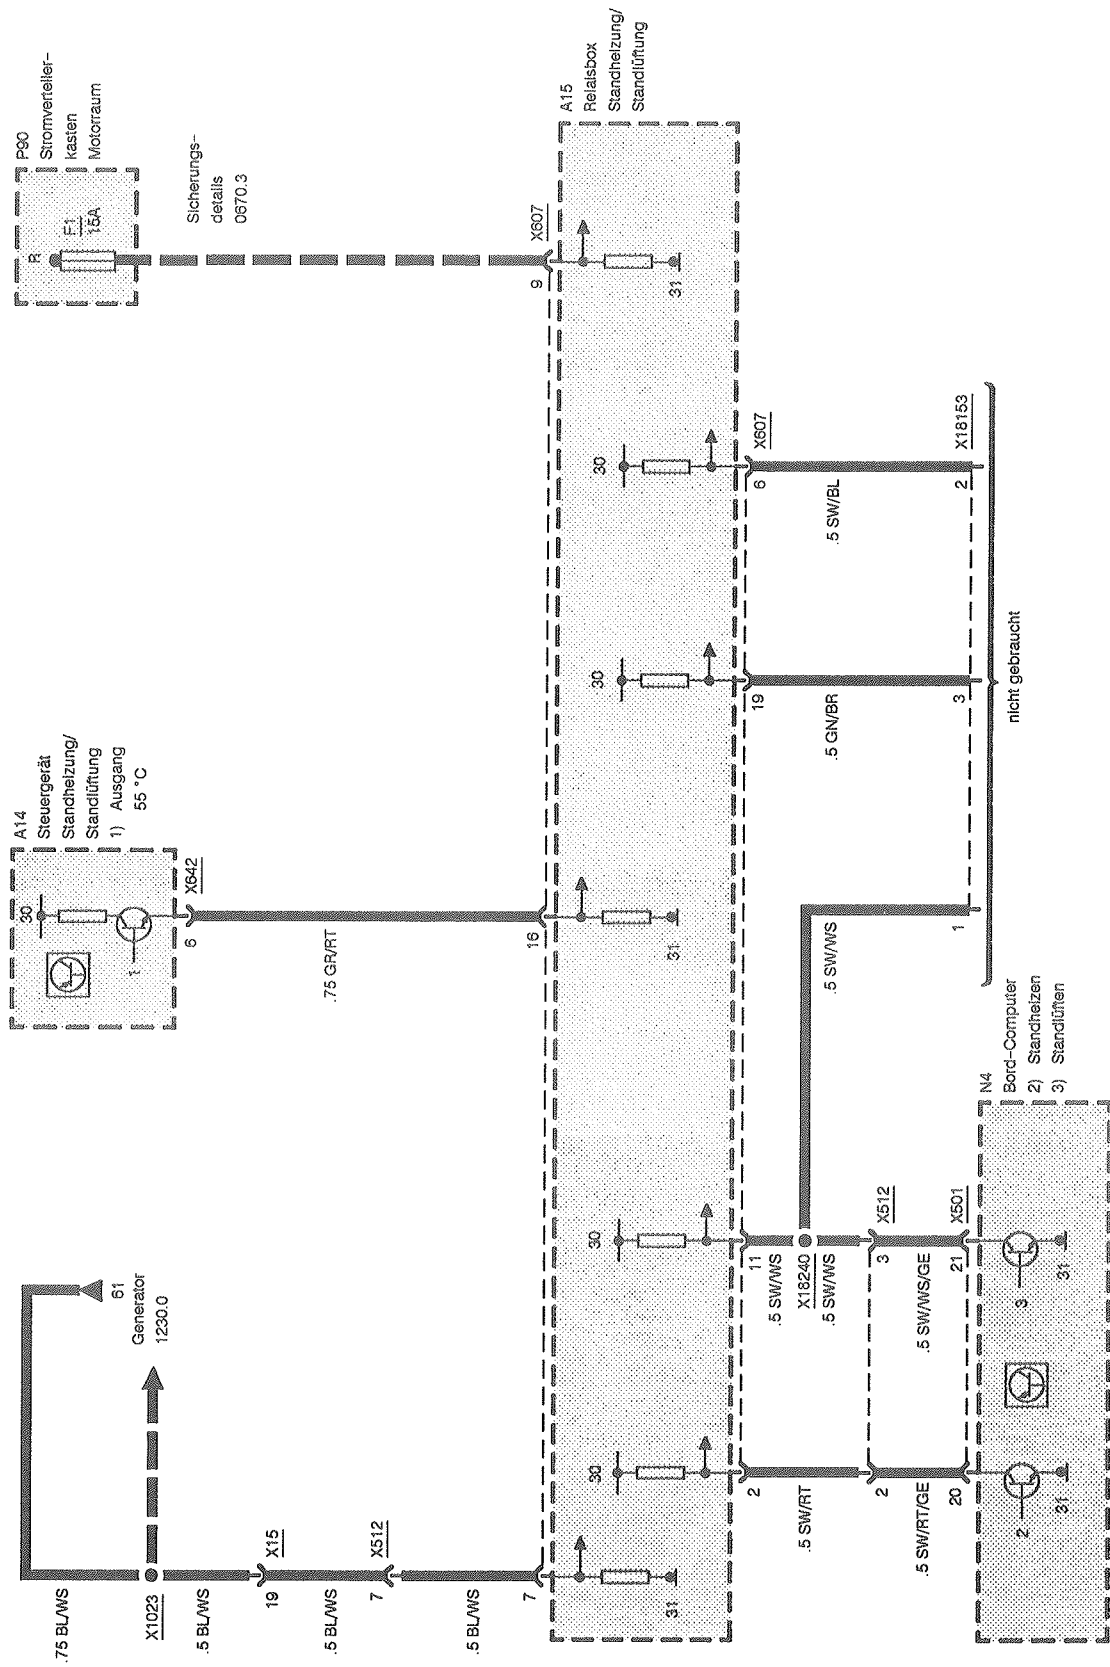 P90
Stromverteiler-
kasten
Motorraum
R
F1
15A
Sicherungs-
details
0670.3
X607
9
A15
Relaisbox
Standheizung/
Standlüftung
31
30
X607
6
.5 SW/BL
X18153
2
30
19
.5 GN/BR
3
nicht gebraucht
A14
Steuergerät
Standheizung/
Standlüftung
1) Ausgang
55 °C
30
1
X642
6
.75 GR/RT
16
31
.5 SW/WS
1
61
Generator
1230.0
.75 BL/WS
X1023
.5 BL/WS
X15
19
.5 BL/WS
X512
7
.5 BL/WS
7
31
30
11
.5 SW/WS
X18240
.5 SW/WS
X512
3
.5 SW/WS/GE
X501
21
30
2
.5 SW/RT
2
.5 SW/RT/GE
20
N4
Bord-Computer
2) Standheizen
3) Standlüften
3
31
2
31